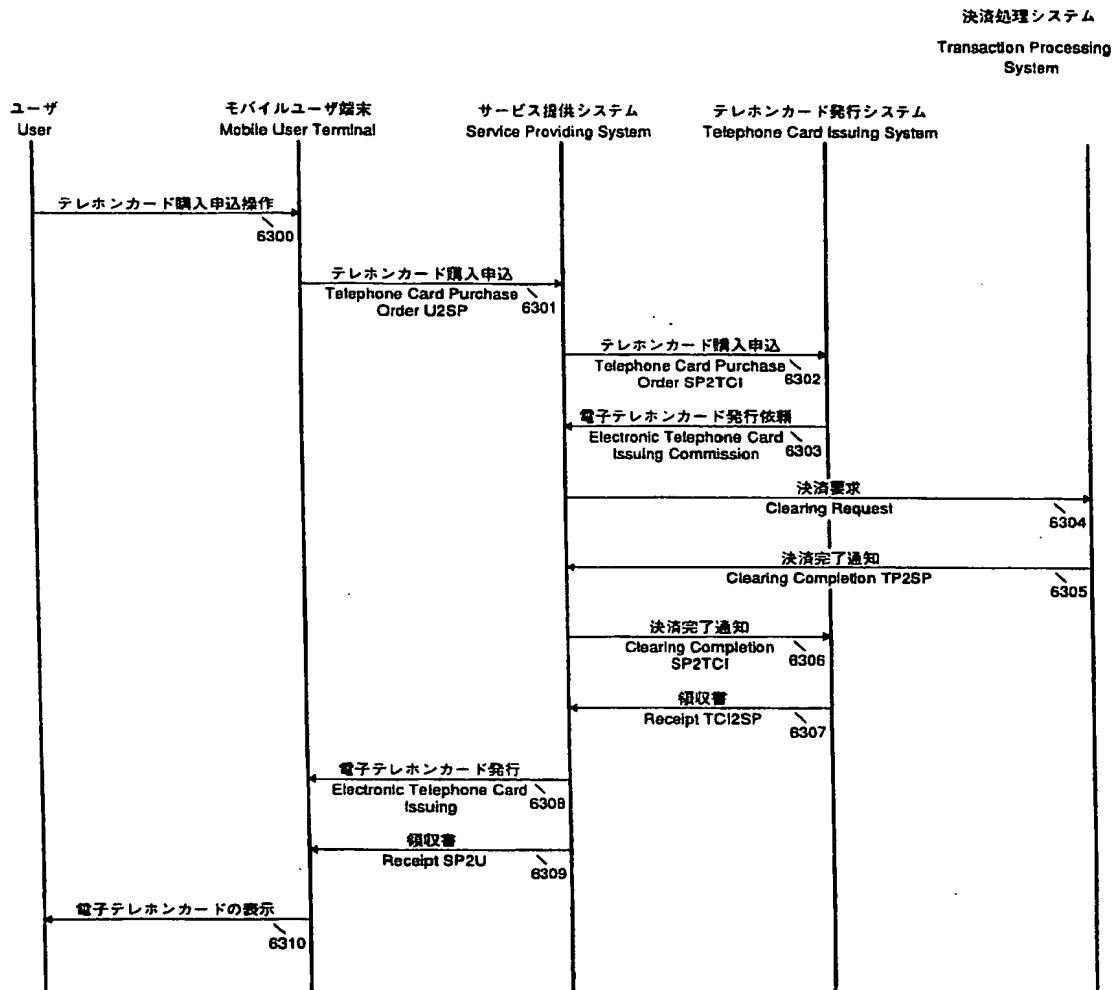 決済処理システム
Transaction Processing
System
ユーザ
User
モバイルユーザ端末
Mobile User Terminal
サービス提供システム
Service Providing System
テレホンカード発行システム
Telephone Card Issuing System
テレホンカード購入申込操作
6300
テレホンカード購入申込
Telephone Card Purchase
Order U2SP
6301
テレホンカード購入申込
Telephone Card Purchase
Order SP2TCI
6302
電子テレホンカード発行依頼
Electronic Telephone Card
Issuing Commission
6303
決済要求
Clearing Request
6304
決済完了通知
Clearing Completion TP2SP
6305
決済完了通知
Clearing Completion
SP2TCI
6306
領収書
Receipt TCI2SP
6307
電子テレホンカード発行
Electronic Telephone Card
Issuing
6308
領収書
Receipt SP2U
6309
電子テレホンカードの表示
6310